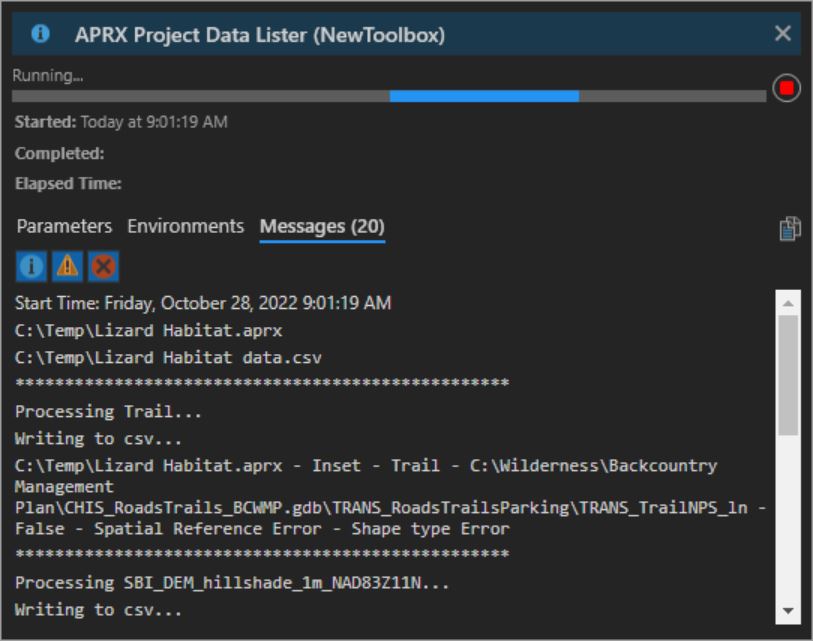 APRX Project Data Lister (NewToolbox)
Running...
Started: Today at 9:01:19 AM
Completed:
Elapsed Time:
Parameters Environments Messages (20)
Start Time: Friday, October 28, 2022 9:01:19 AM
C:\Temp\Lizard Habitat.aprx
C:\Temp\Lizard Habitat data.csv
**************************************************
Processing Trail...
Writing to csv...
C:\Temp\Lizard Habitat.aprx - Inset - Trail - C:\Wilderness\Backcountry
Management
Plan\CHIS_RoadsTrails_BCWMP.gdb\TRANS_RoadsTrailsParking\TRANS_TrailNPS_ln -
False - Spatial Reference Error - Shape type Error
**************************************************
Processing SBI_DEM_hillshade_1m_NAD83Z11N...
Writing to csv...